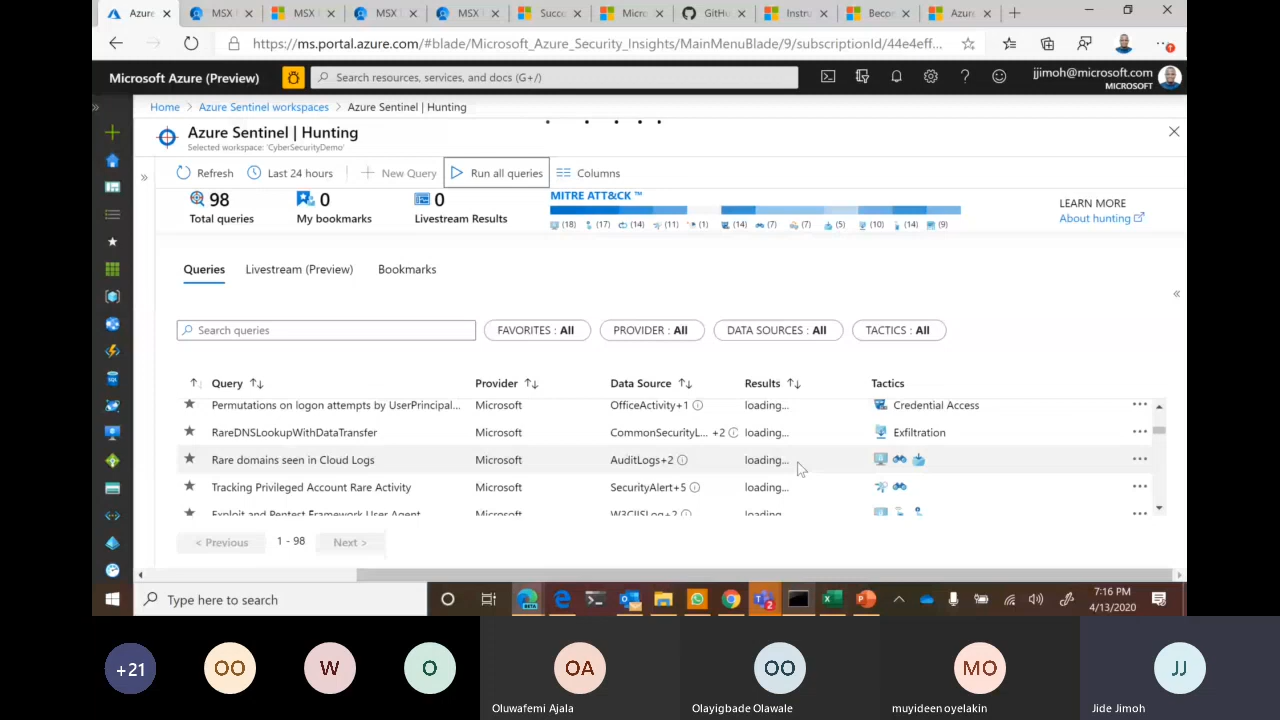 Azure
MSX
MSX
MSX
MSX
Succe
Micro
GitHu
Instru
Becor
Azure
https://ms.portal.azure.com/#blade/Microsoft_Azure_Security_Insights/MainMenuBlade/9/subscriptionId/44e4eff...
Microsoft Azure (Preview)
Search resources, services, and docs (G+/)
jjimoh@microsoft.com
MICROSOFT
Home > Azure Sentinel workspaces > Azure Sentinel | Hunting
Azure Sentinel | Hunting
Selected workspace: 'CyberSecurityDemo'
Refresh
Last 24 hours
New Query
Run all queries
Columns
98
Total queries
0
My bookmarks
0
Livestream Results
MITRE ATT&CK ™
(18) (17) (14) (11) (1) (14) (7) (7) (5) (10) (14) (9)
LEARN MORE
About hunting
Queries
Livestream (Preview)
Bookmarks
Search queries
FAVORITES : All
PROVIDER : All
DATA SOURCES : All
TACTICS : All
Query Provider Data Source Results Tactics
Permutations on logon attempts by UserPrincipal... Microsoft OfficeActivity+1 loading... Credential Access
RareDNSLookupWithDataTransfer Microsoft CommonSecurityL... +2 loading... Exfiltration
Rare domains seen in Cloud Logs Microsoft AuditLogs+2 loading...
Tracking Privileged Account Rare Activity Microsoft SecurityAlert+5 loading...
Exploit and Pentest Framework User Agent Microsoft W3CIISLog+2 loading
< Previous 1 - 98 Next >
Type here to search
7:16 PM
4/13/2020
+21
OO
W
O
OA
Oluwafemi Ajala
OO
Olayigbade Olawale
MO
muyideen oyelakin
JJ
Jide Jimoh